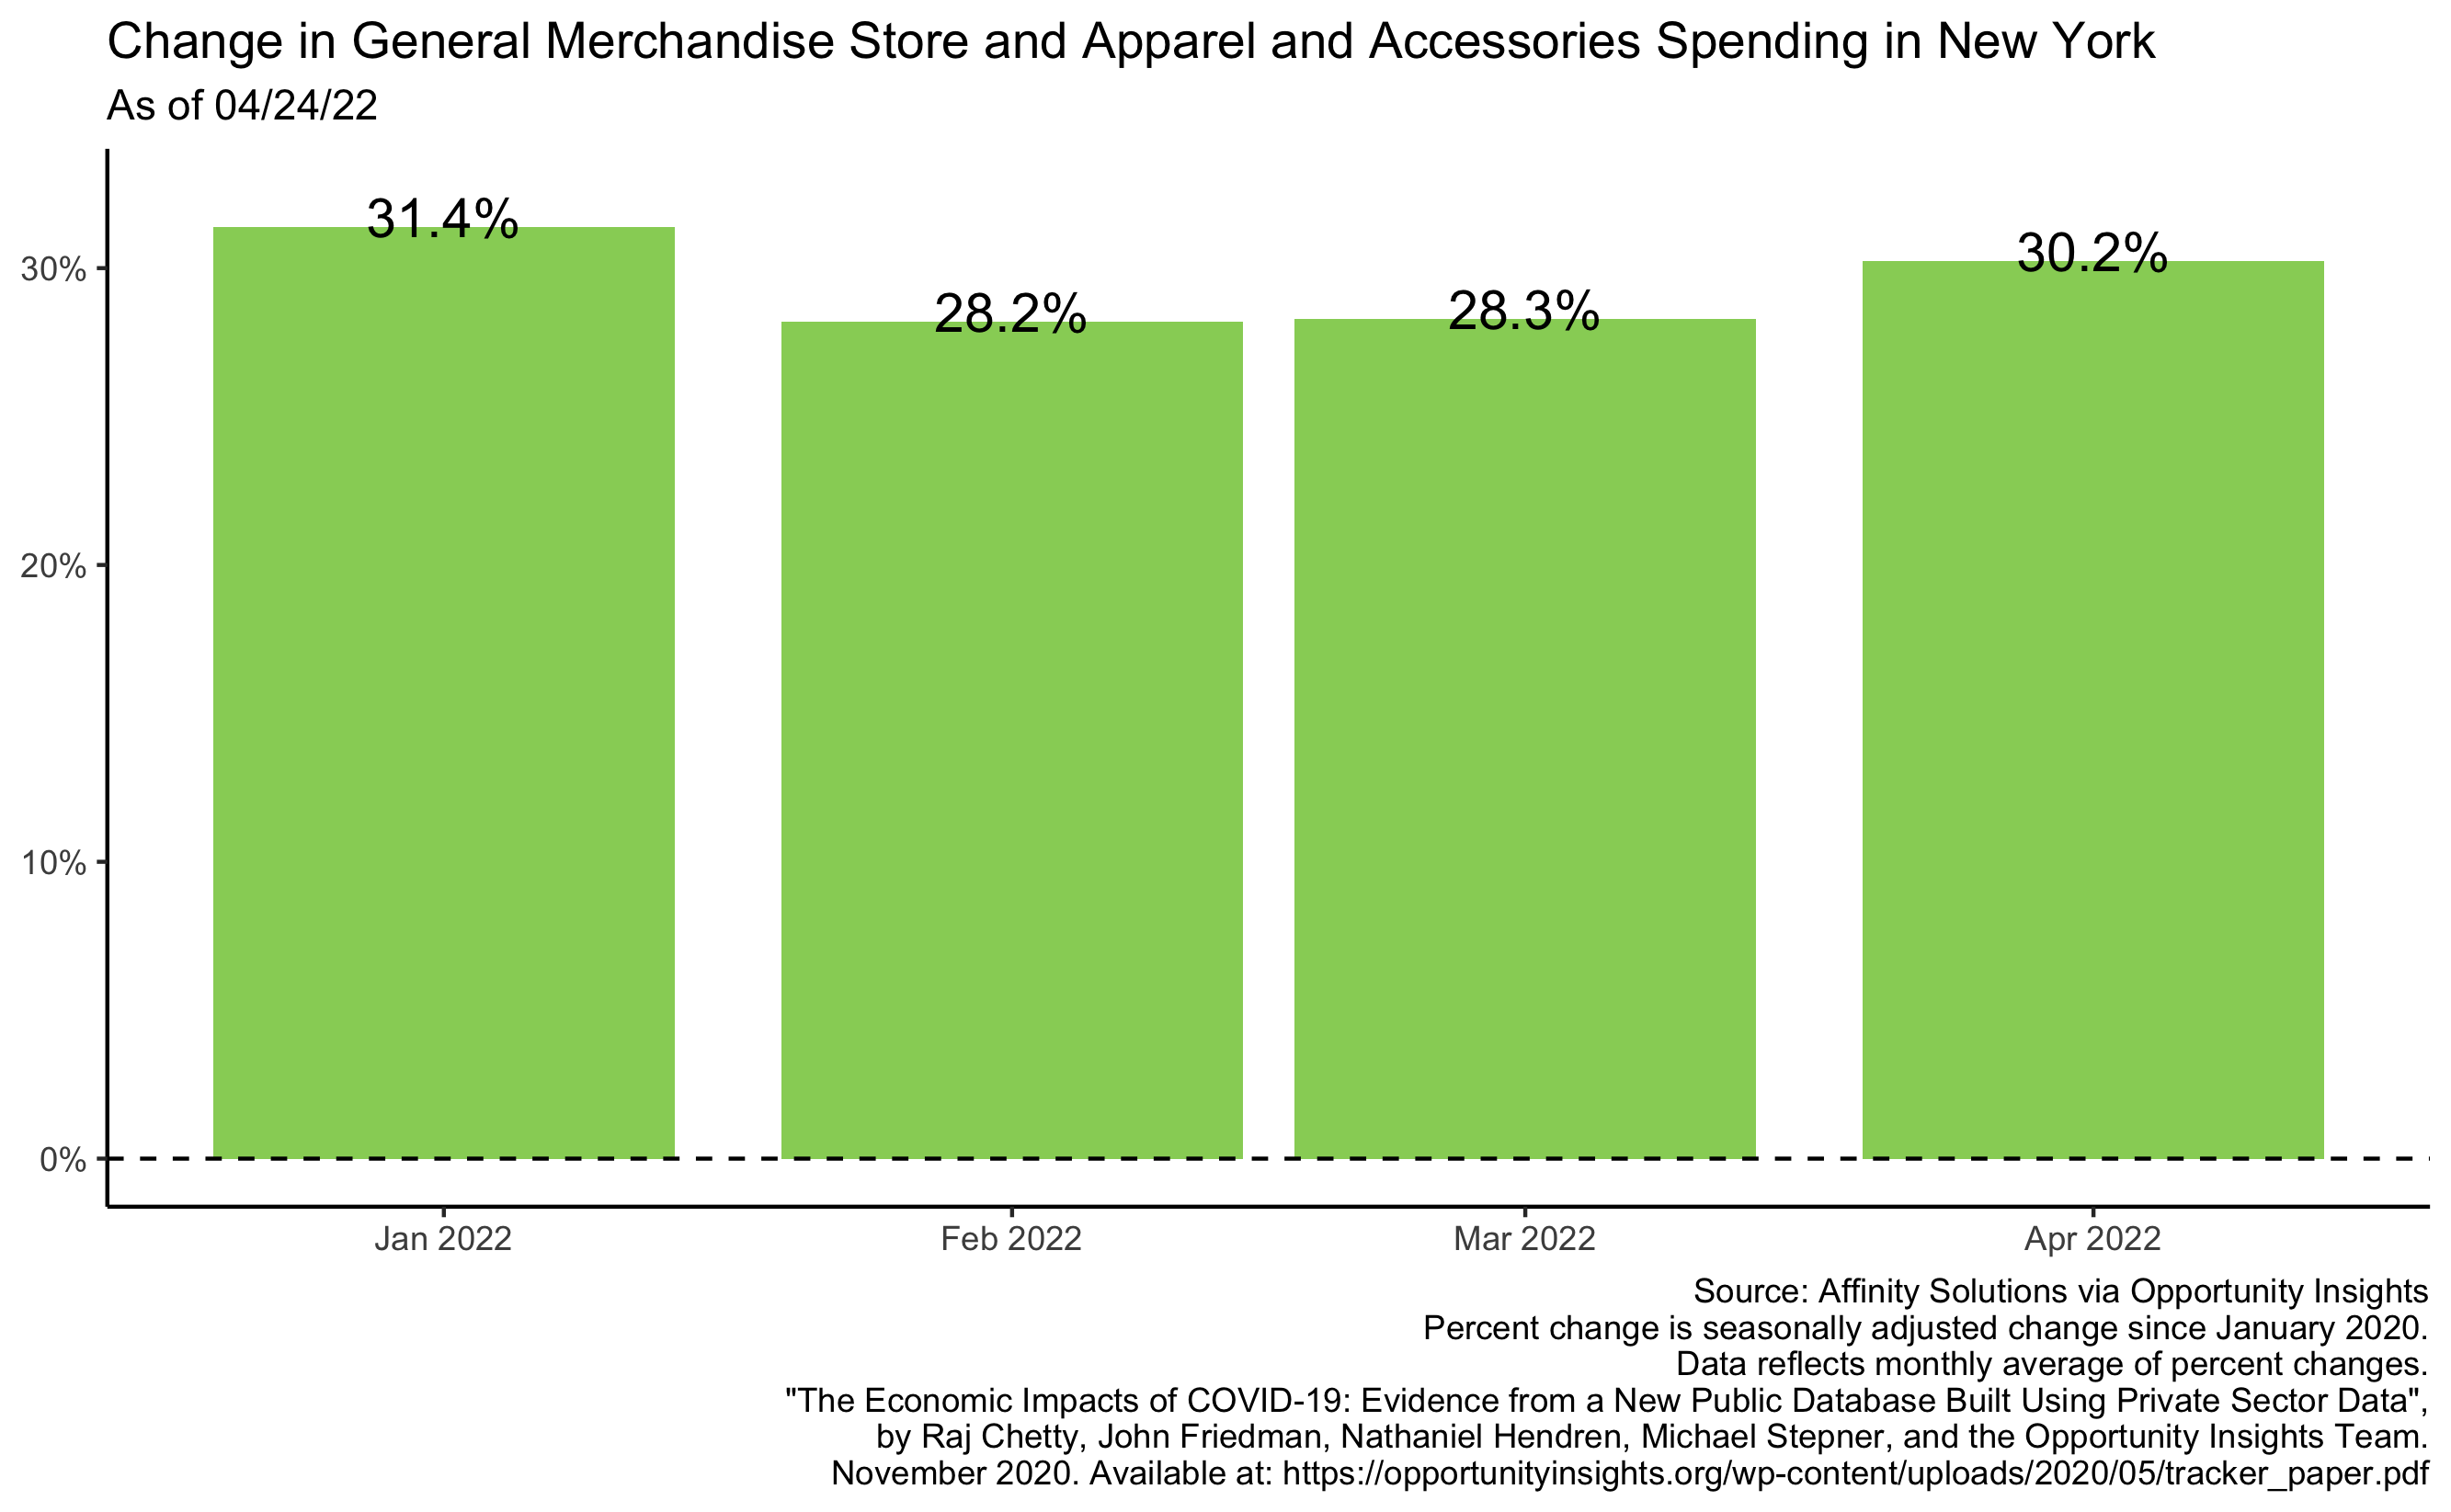 Change in General Merchandise Store and Apparel and Accessories Spending in New York
As of 04/24/22
31.4%
28.2%
28.3%
30.2%
30%
20%
10%
0%
Jan 2022
Feb 2022
Mar 2022
Apr 2022
Source: Affinity Solutions via Opportunity Insights
Percent change is seasonally adjusted change since January 2020.
Data reflects monthly average of percent changes.
"The Economic Impacts of COVID-19: Evidence from a New Public Database Built Using Private Sector Data",
by Raj Chetty, John Friedman, Nathaniel Hendren, Michael Stepner, and the Opportunity Insights Team.
November 2020. Available at: https://opportunityinsights.org/wp-content/uploads/2020/05/tracker_paper.pdf